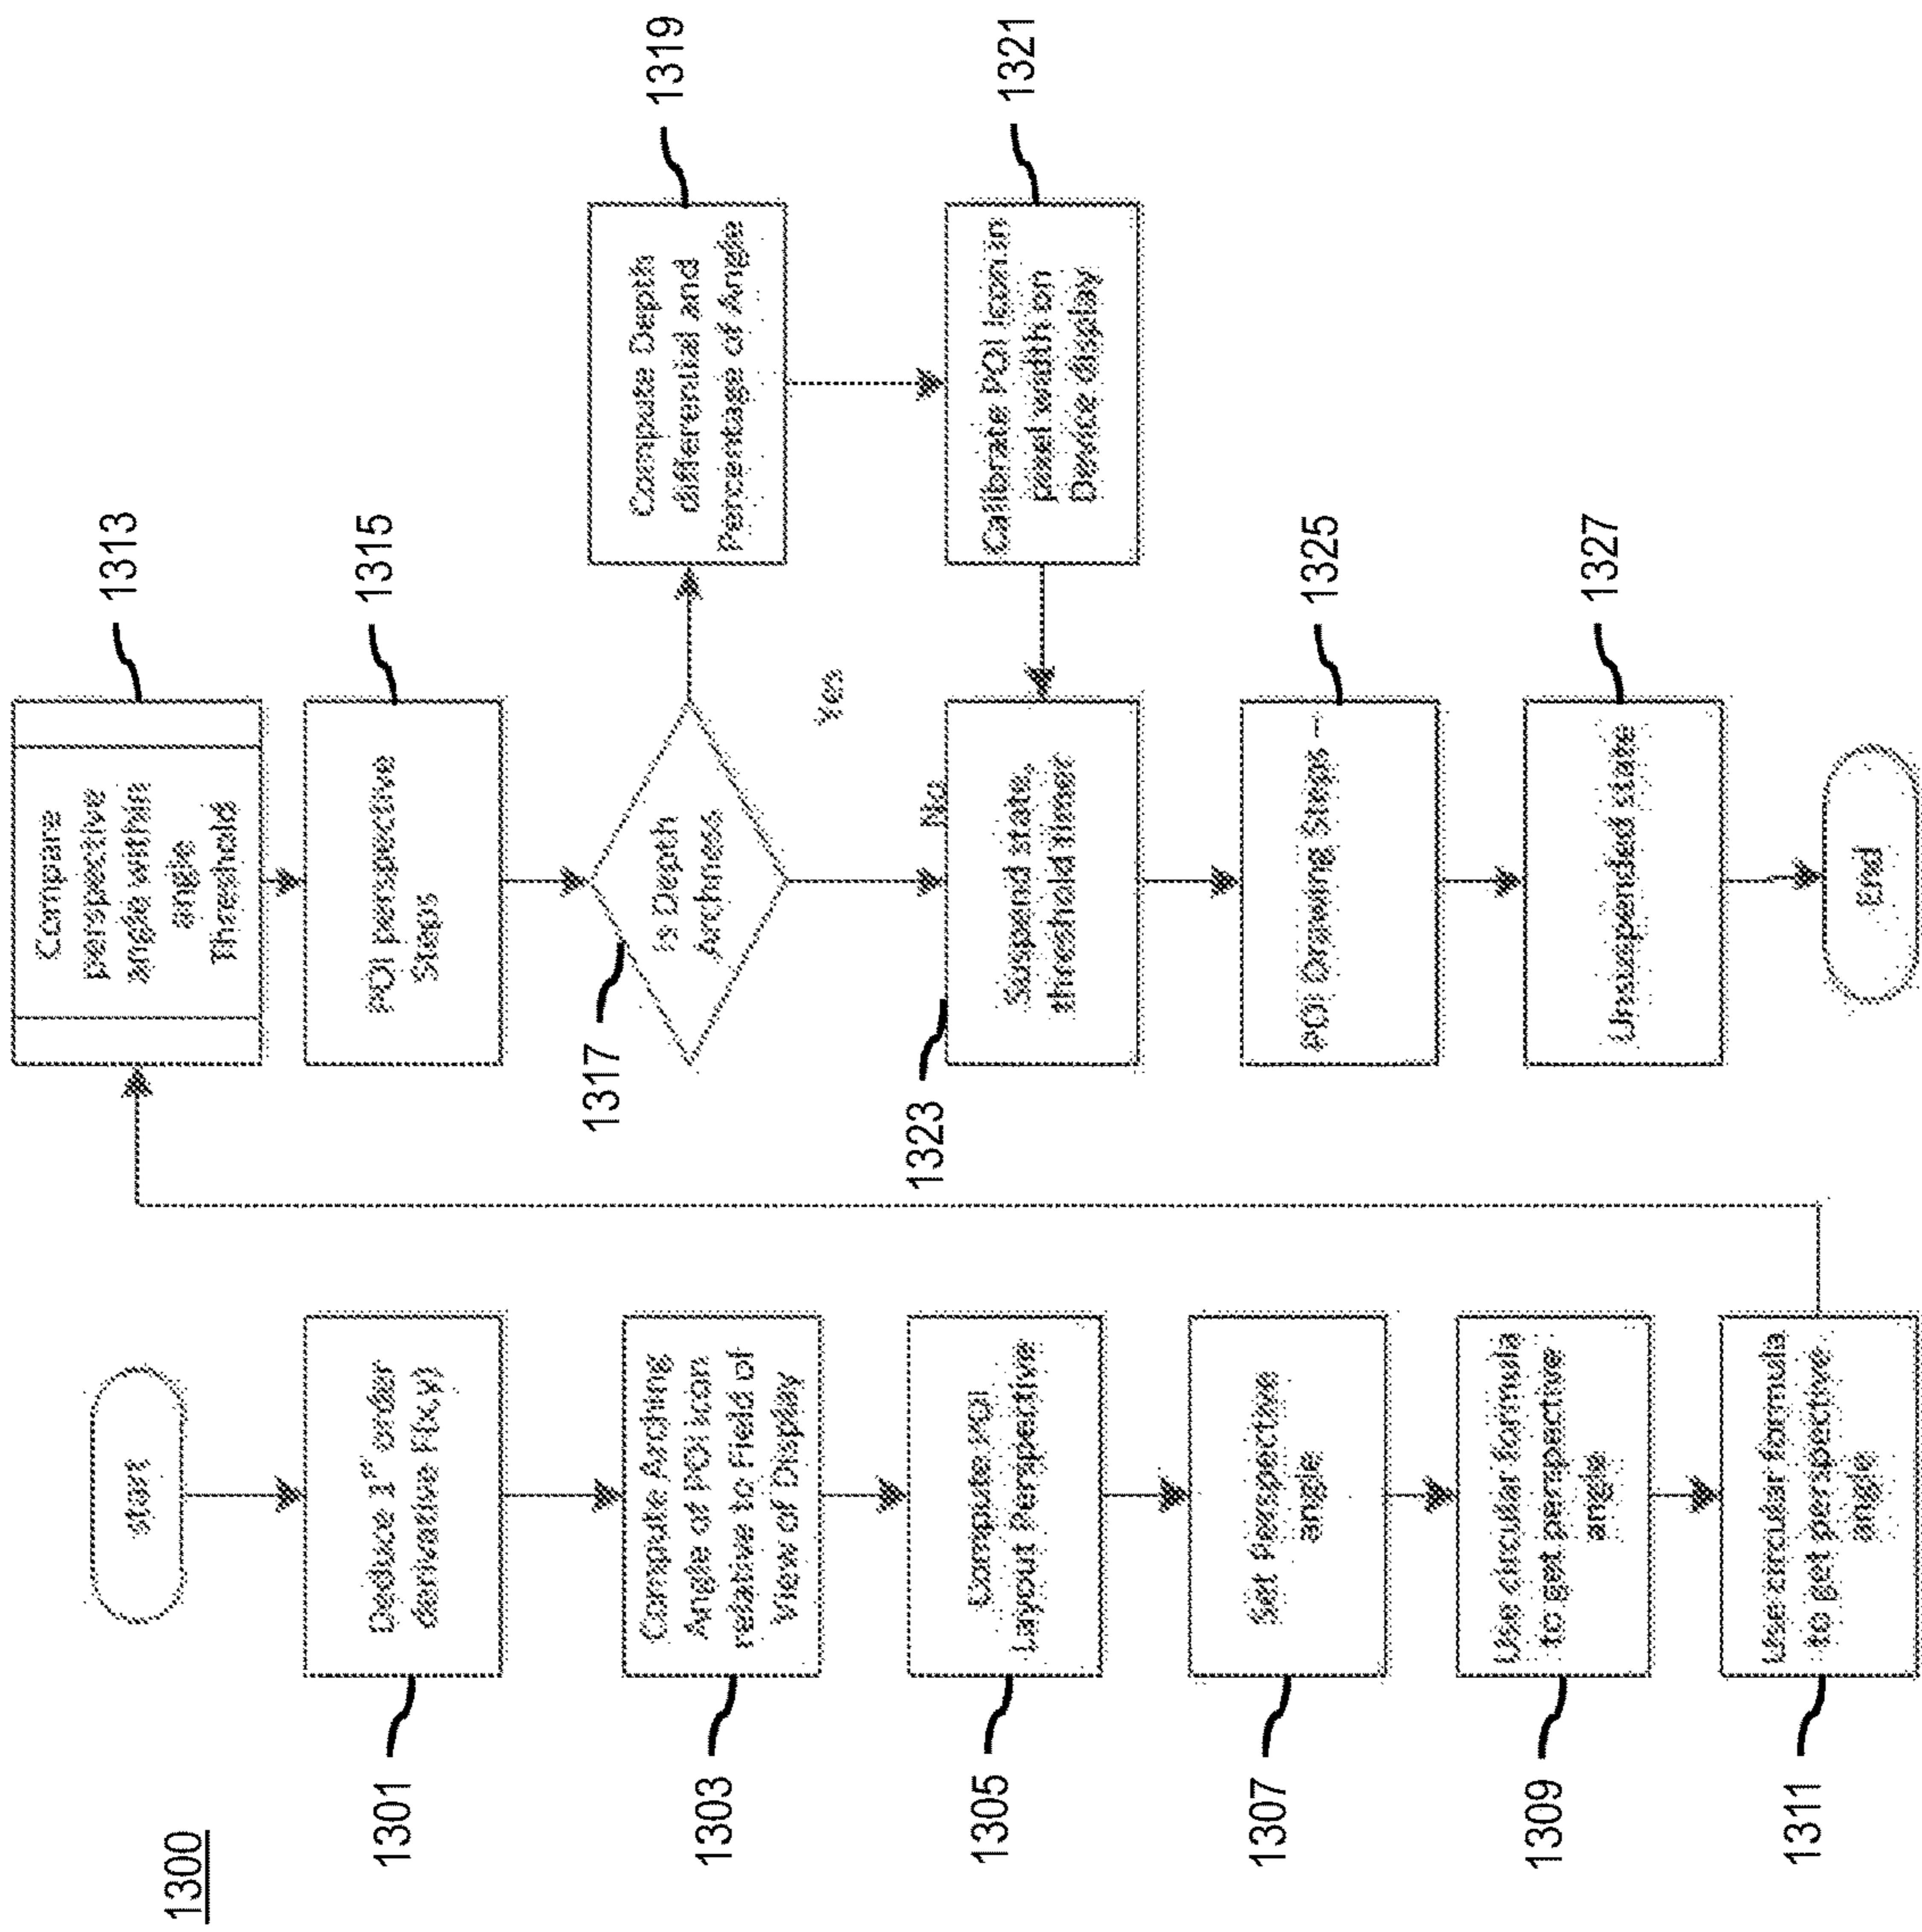 1300
start
1301
Deduce 1st order
derivative F(x,y)
1303
Compute Arching
Angle of POI icon
relative to Field of
View of Display
1305
Compute POI
Layout Perspective
1307
Set Perspective
angle
1309
Use circular formula
to get perspective
angle
1311
Use circular formula
to get perspective
angle
1313
Compare
perspective
angle within
angle
Threshold
1315
POI perspective
Steps
1317
is Depth
Archness
Yes
No
1319
Compute Depth
differential and
Percentage of Angle
1321
Calibrate POI icon in
pixel width on
Device display
1323
Suspend state,
threshold timer
1325
POI Drawing Steps –
1327
Unsuspended state
End